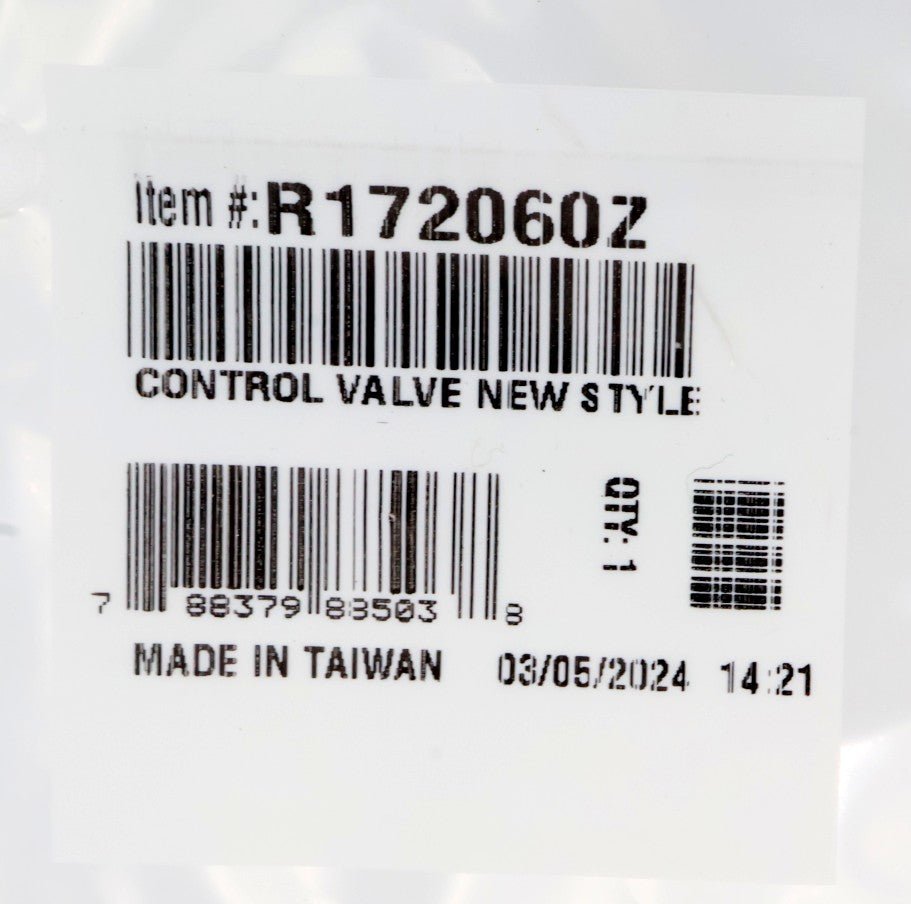 Item #:R172060Z
CONTROL VALVE NEW STYLE
QTY: 1
7 88379 88503 8
MADE IN TAIWAN 03/05/2024 14:21